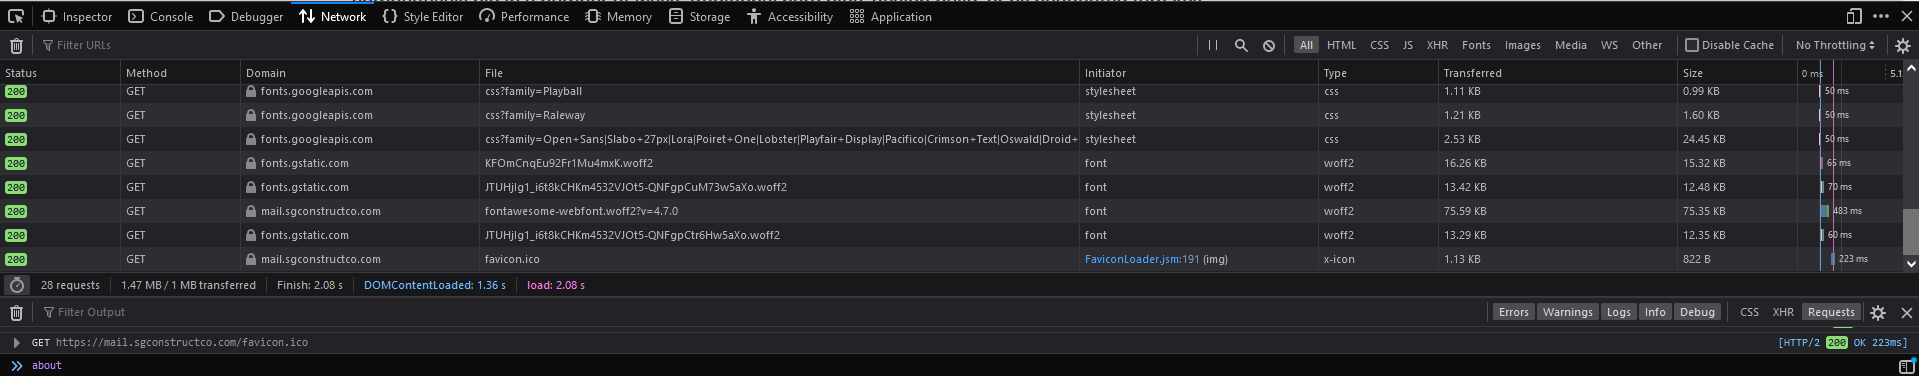 Inspector Console Debugger Network Style Editor Performance Memory Storage Accessibility Application
Filter URLs All HTML CSS JS XHR Fonts Images Media WS Other Disable Cache No Throttling
Status Method Domain File Initiator Type Transferred Size 0 ms 5.1
200 GET fonts.googleapis.com css?family=Playball stylesheet css 1.11 KB 0.99 KB 50 ms
200 GET fonts.googleapis.com css?family=Raleway stylesheet css 1.21 KB 1.60 KB 50 ms
200 GET fonts.googleapis.com css?family=Open+Sans|Slabo+27px|Lora|Poiret+One|Lobster|Playfair+Display|Pacifico|Crimson+Text|Oswald|Droid+ stylesheet css 2.53 KB 24.45 KB 50 ms
200 GET fonts.gstatic.com KFOmCnqEu92Fr1Mu4mxK.woff2 font woff2 16.26 KB 15.32 KB 65 ms
200 GET fonts.gstatic.com JTUHjIg1_i6t8kCHKm4532VJOt5-QNFgpCuM73w5aXo.woff2 font woff2 13.42 KB 12.48 KB 70 ms
200 GET mail.sgconstructco.com fontawesome-webfont.woff2?v=4.7.0 font woff2 75.59 KB 75.35 KB 483 ms
200 GET fonts.gstatic.com JTUHjIg1_i6t8kCHKm4532VJOt5-QNFgpCtr6Hw5aXo.woff2 font woff2 13.29 KB 12.35 KB 60 ms
200 GET mail.sgconstructco.com favicon.ico FaviconLoader.jsm:191 (img) x-icon 1.13 KB 822 B 223 ms
28 requests 1.47 MB / 1 MB transferred Finish: 2.08 s DOMContentLoaded: 1.36 s load: 2.08 s
Filter Output Errors Warnings Logs Info Debug CSS XHR Requests
GET https://mail.sgconstructco.com/favicon.ico [HTTP/2 200 OK 223ms]
about